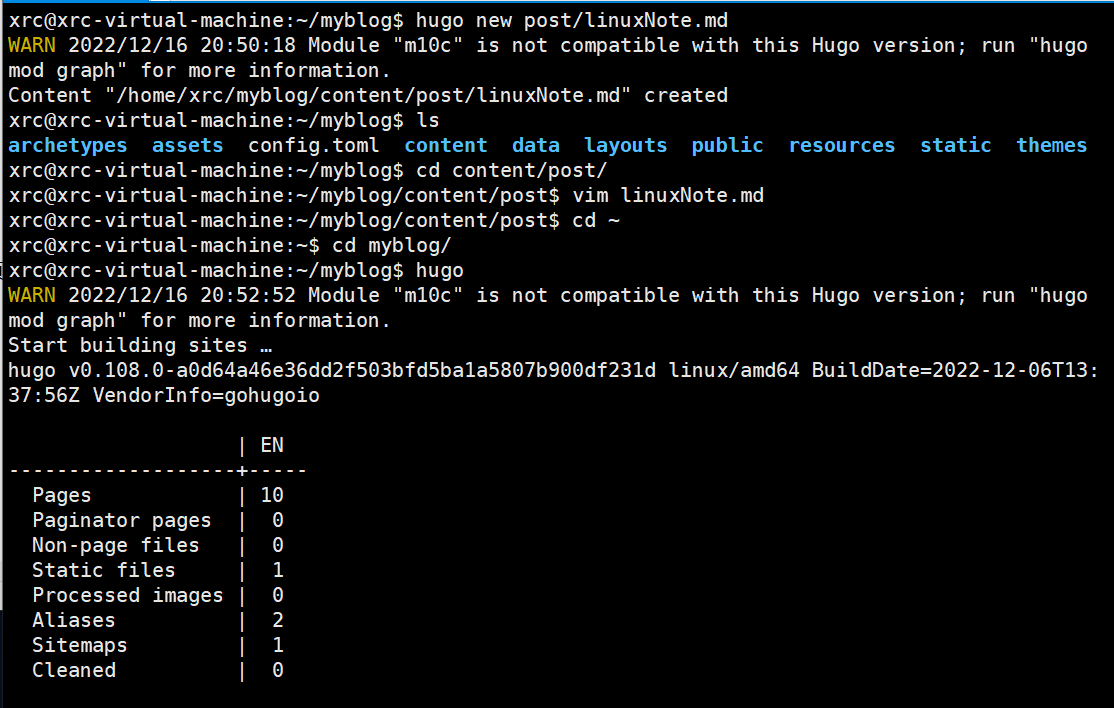 xrc@xrc-virtual-machine:~/myblog$ hugo new post/linuxNote.md
WARN 2022/12/16 20:50:18 Module "m10c" is not compatible with this Hugo version; run "hugo
mod graph" for more information.
Content "/home/xrc/myblog/content/post/linuxNote.md" created
xrc@xrc-virtual-machine:~/myblog$ ls
archetypes  assets  config.toml  content  data  layouts  public  resources  static  themes
xrc@xrc-virtual-machine:~/myblog$ cd content/post/
xrc@xrc-virtual-machine:~/myblog/content/post$ vim linuxNote.md
xrc@xrc-virtual-machine:~/myblog/content/post$ cd ~
xrc@xrc-virtual-machine:~$ cd myblog/
xrc@xrc-virtual-machine:~/myblog$ hugo
WARN 2022/12/16 20:52:52 Module "m10c" is not compatible with this Hugo version; run "hugo
mod graph" for more information.
Start building sites …
hugo v0.108.0-a0d64a46e36dd2f503bfd5ba1a5807b900df231d linux/amd64 BuildDate=2022-12-06T13:
37:56Z VendorInfo=gohugoio
                   | EN
-------------------+-----
  Pages            | 10
  Paginator pages  |  0
  Non-page files   |  0
  Static files     |  1
  Processed images |  0
  Aliases          |  2
  Sitemaps         |  1
  Cleaned          |  0